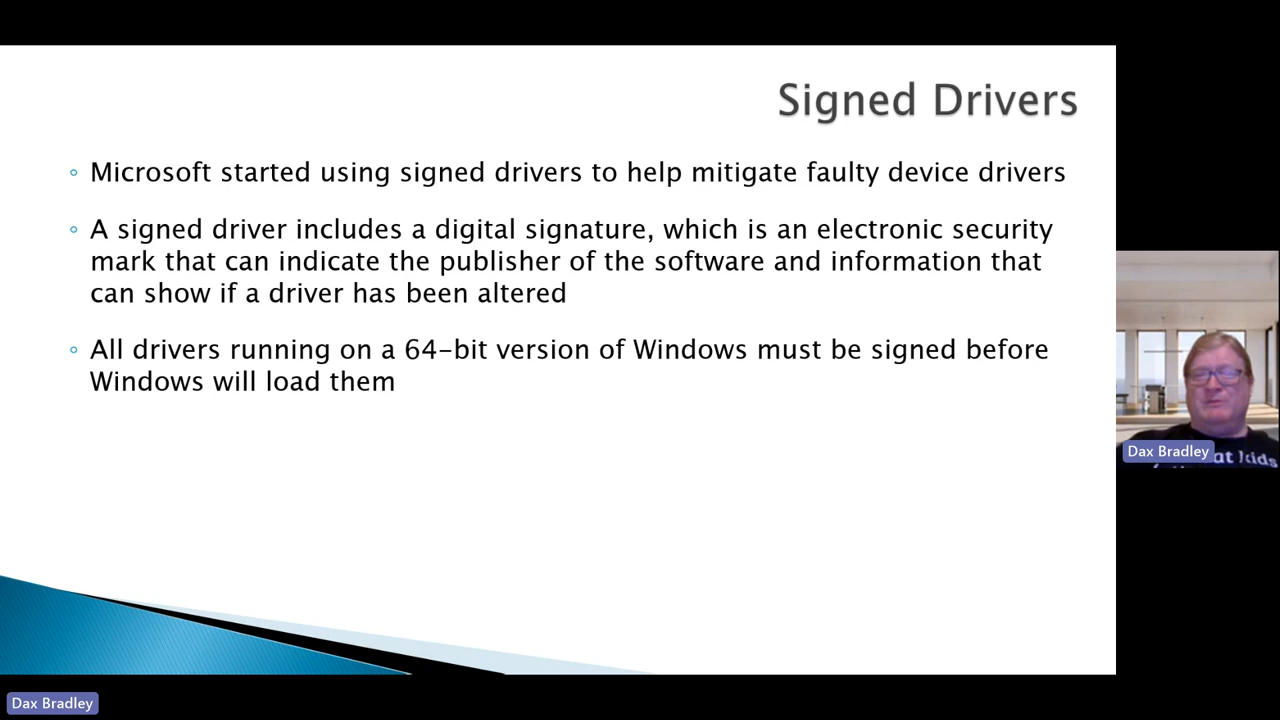 Signed Drivers
Microsoft started using signed drivers to help mitigate faulty device drivers
A signed driver includes a digital signature, which is an electronic security
mark that can indicate the publisher of the software and information that
can show if a driver has been altered
All drivers running on a 64-bit version of Windows must be signed before
Windows will load them
Dax Bradley
at kids
Dax Bradley